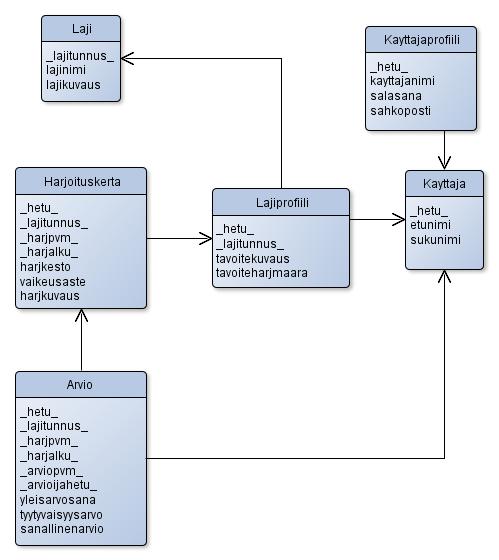 Laji
_lajitunnus_
lajinimi
lajikuvaus
Kayttajaprofiili
_hetu_
kayttajanimi
salasana
sahkoposti
Harjoituskerta
_hetu_
_lajitunnus_
_harjpvm_
_harjalku_
harjkesto
vaikeusaste
harjkuvaus
Lajiprofiili
_hetu_
_lajitunnus_
tavoitekuvaus
tavoiteharjmaara
Kayttaja
_hetu_
etunimi
sukunimi
Arvio
_hetu_
_lajitunnus_
_harjpvm_
_harjalku_
_arviopvm_
_arvioijahetu_
yleisarvosana
tyytyvaisyysarvo
sanallinenarvio